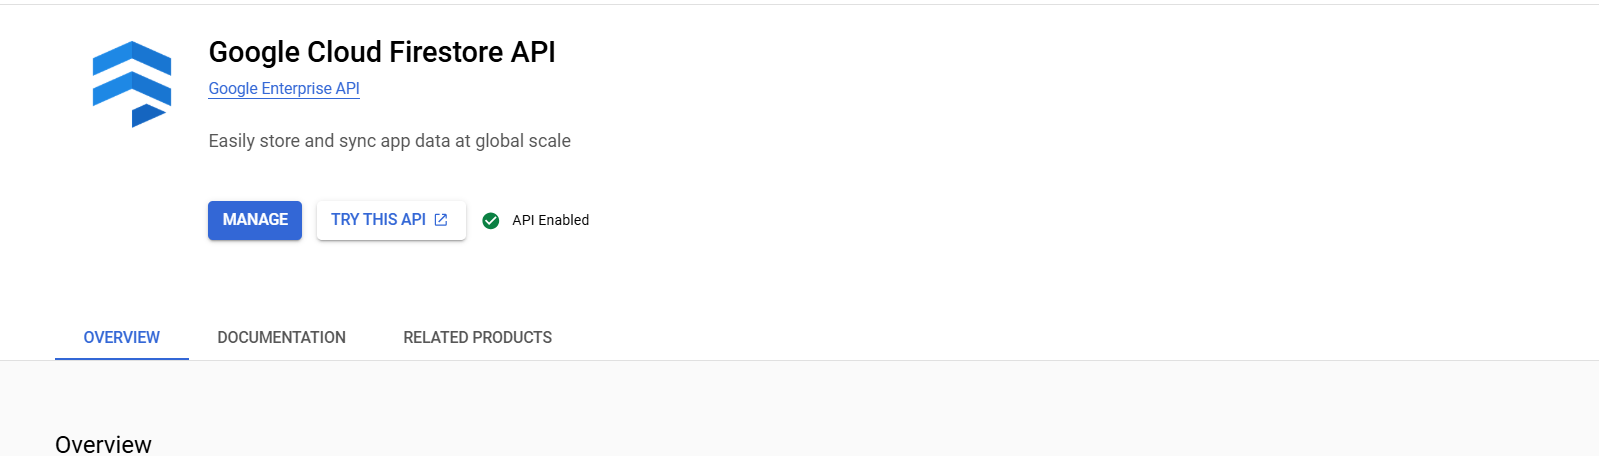 Google Cloud Firestore API
Google Enterprise API
Easily store and sync app data at global scale
MANAGE TRY THIS API API Enabled
OVERVIEW DOCUMENTATION RELATED PRODUCTS
Overview